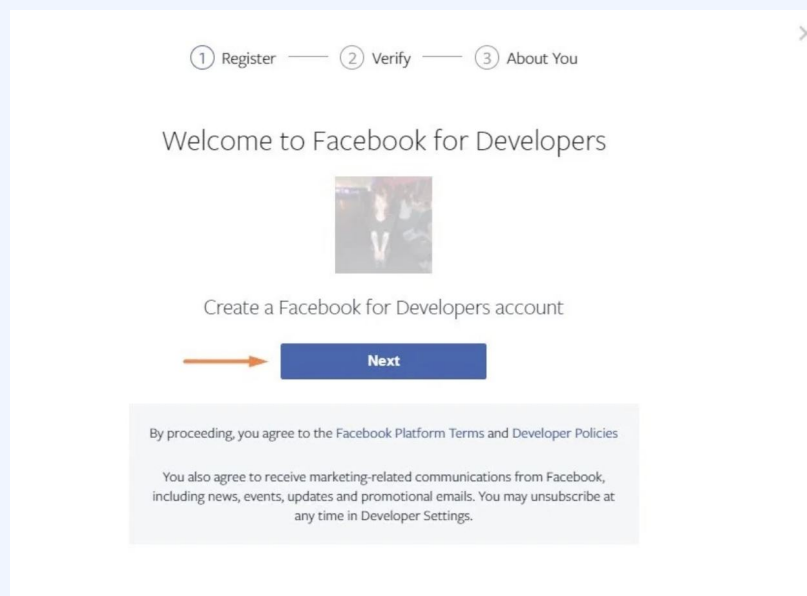 1 Register 2 Verify 3 About You
Welcome to Facebook for Developers
Create a Facebook for Developers account
Next
By proceeding, you agree to the Facebook Platform Terms and Developer Policies
You also agree to receive marketing-related communications from Facebook,
including news, events, updates and promotional emails. You may unsubscribe at
any time in Developer Settings.